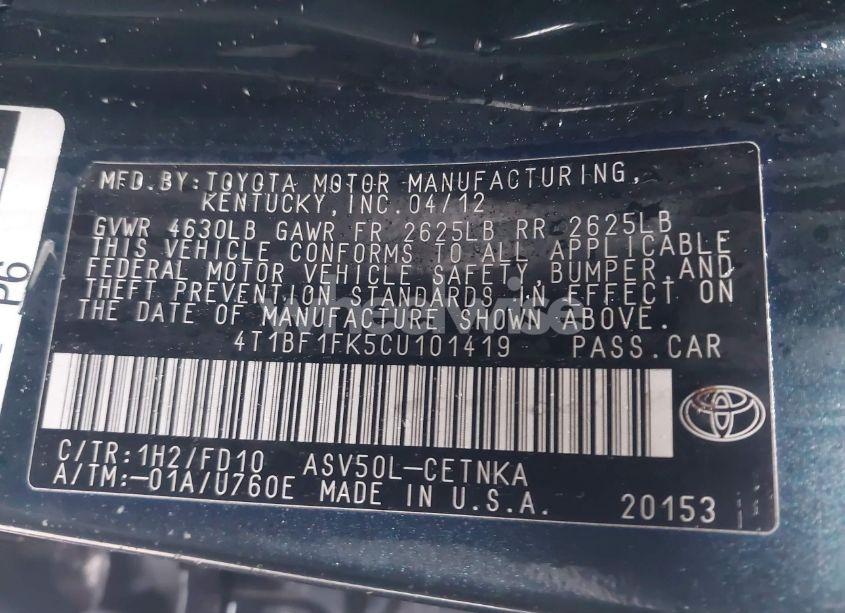 P6
MFD.BY:TOYOTA MOTOR MANUFACTURING,
KENTUCKY,INC.04/12
GVWR 4630LB GAWR FR 2625LB RR 2625LB
THIS VEHICLE CONFORMS TO ALL APPLICABLE
FEDERAL MOTOR VEHICLE SAFETY,BUMPER,AND
THEFT PREVENTION STANDARDS IN EFFECT ON
THE DATE OF MANUFACTURE SHOWN ABOVE.
4T1BF1FK5CU101419 PASS.CAR
C/TR:1H2/FD10 ASV50L-CETNKA
A/TM:-01A/U760E MADE IN U.S.A.
20153